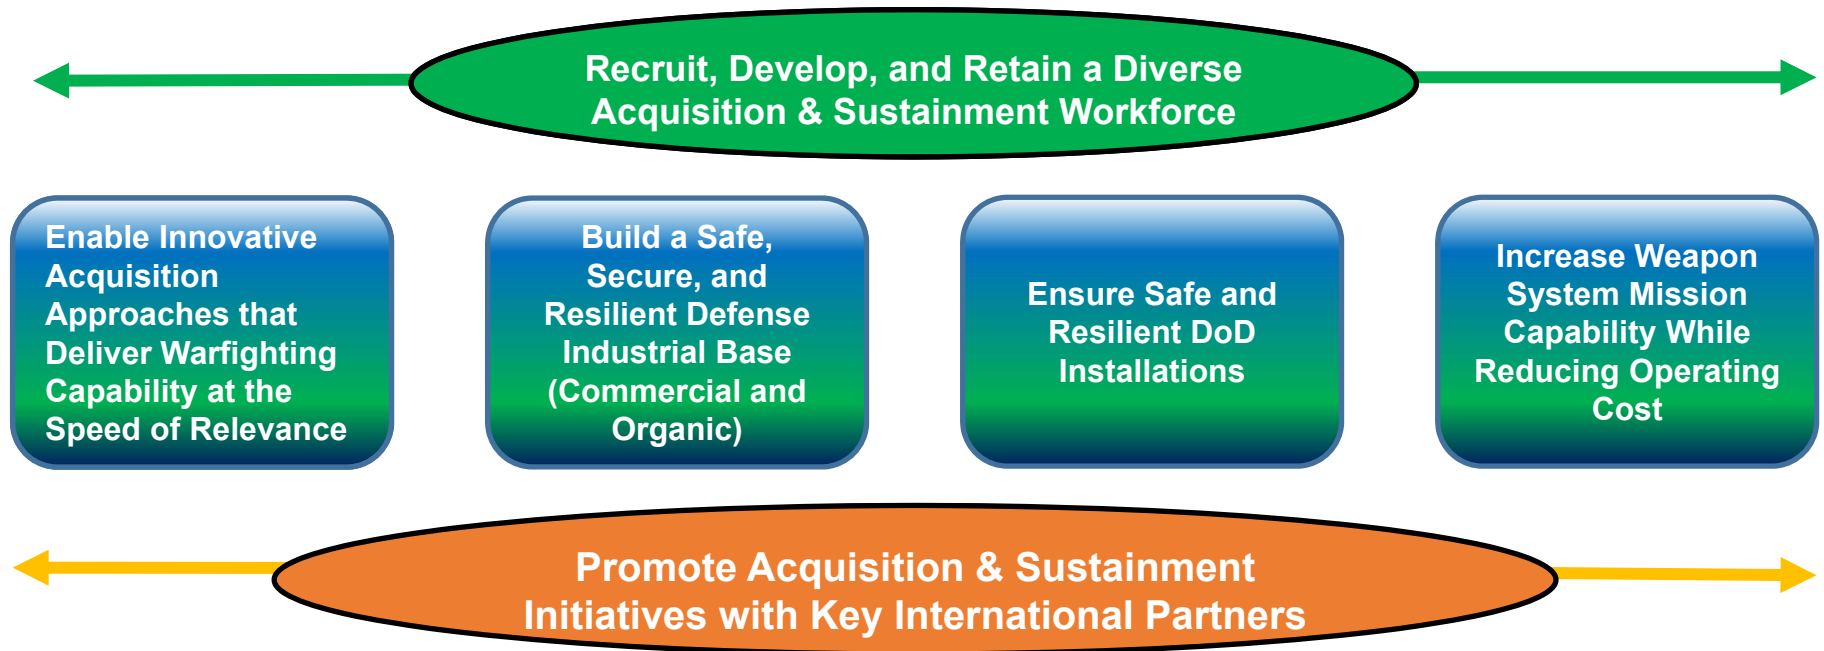 Recruit, Develop, and Retain a Diverse
Acquisition & Sustainment Workforce
Enable Innovative
Acquisition
Approaches that
Deliver Warfighting
Capability at the
Speed of Relevance
Build a Safe,
Secure, and
Resilient Defense
Industrial Base
(Commercial and
Organic)
Ensure Safe and
Resilient DoD
Installations
Increase Weapon
System Mission
Capability While
Reducing Operating
Cost
Promote Acquisition & Sustainment
Initiatives with Key International Partners